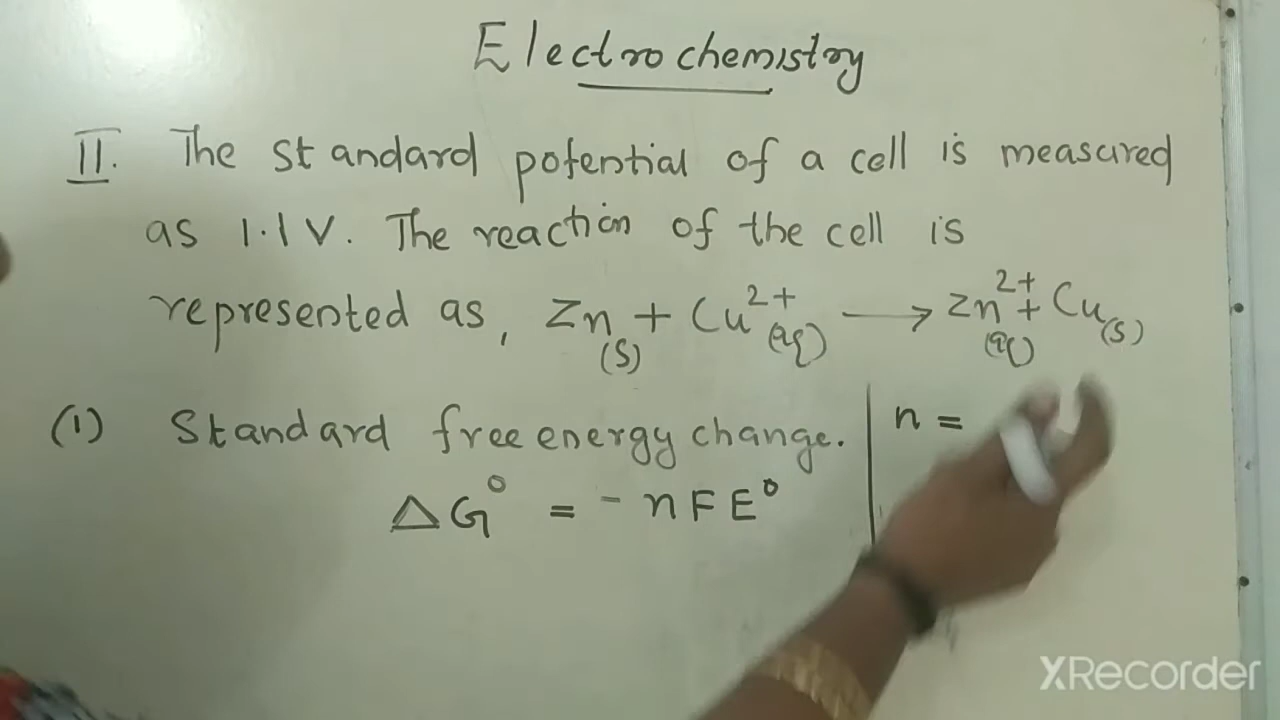 Electrochemistry
II. The standard potential of a cell is measured
as 1.1 V. The reaction of the cell is
represented as, Zn(s) + Cu²⁺(aq) ⟶ Zn²⁺(aq) + Cu(s)
(1) Standard free energy change.
n =
ΔG° = -nFE°
XRecorder